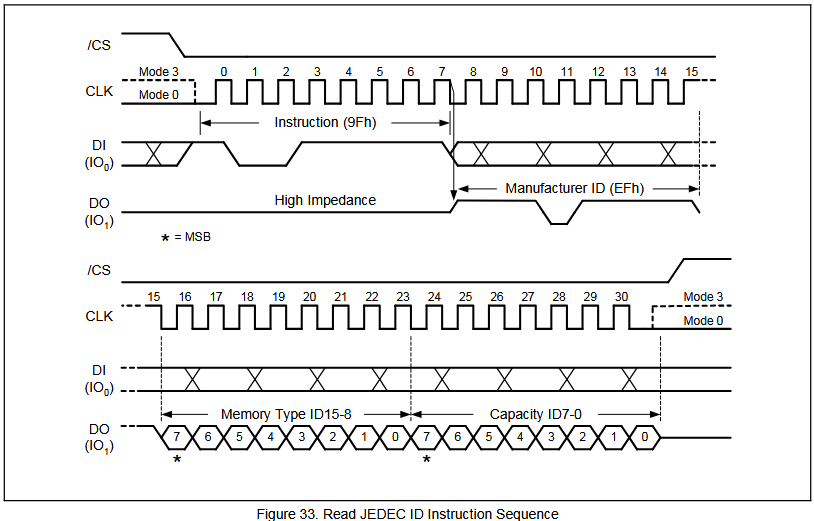 /CS
Mode 3 0 1 2 3 4 5 6 7 8 9 10 11 12 13 14 15
CLK Mode 0
Instruction (9Fh)
DI
(IO0)
Manufacturer ID (EFh)
DO High Impedance
(IO1)
* = MSB
/CS
15 16 17 18 19 20 21 22 23 24 25 26 27 28 29 30 Mode 3
CLK Mode 0
DI
(IO0)
Memory Type ID15-8 Capacity ID7-0
DO 7 6 5 4 3 2 1 0 7 6 5 4 3 2 1 0
(IO1) * *
Figure 33. Read JEDEC ID Instruction Sequence